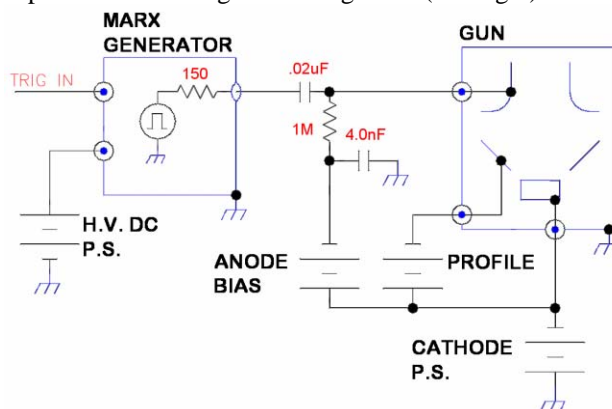 MARX
GENERATOR
GUN
TRIG IN
150
.02uF
1M
4.0nF
H.V. DC
P.S.
ANODE
BIAS
PROFILE
CATHODE
P.S.